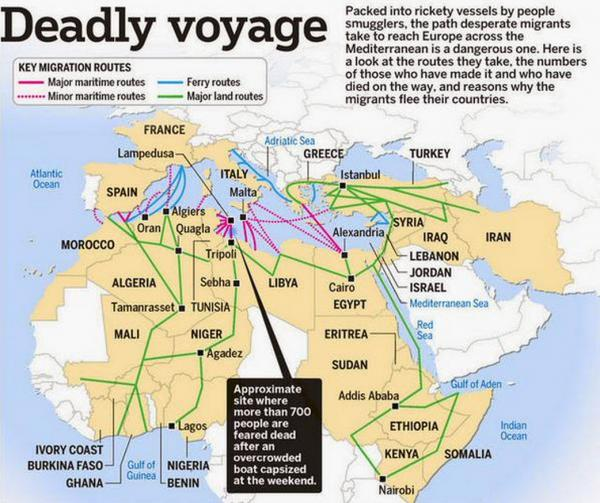 Deadly voyage
Packed into rickety vessels by people
smugglers, the path desperate migrants
take to reach Europe across the
Mediterranean is a dangerous one. Here is
a look at the routes they take, the numbers
of those who have made it and who have
died on the way, and reasons why the
migrants flee their countries.
KEY MIGRATION ROUTES
Major maritime routes
Ferry routes
Minor maritime routes
Major land routes
FRANCE
Lampedusa
Adriatic Sea
ITALY
GREECE
TURKEY
Atlantic
Ocean
SPAIN
Malta
Istanbul
Algiers
Oran
Quagla
Alexandria
SYRIA
MOROCCO
Tripoli
IRAQ
IRAN
LEBANON
JORDAN
ISRAEL
ALGERIA
Sebha
LIBYA
Cairo
EGYPT
Mediterranean Sea
Tamanrasset
TUNISIA
Red
Sea
MALI
NIGER
ERITREA
Agadez
SUDAN
Gulf of Aden
Approximate
site where
more than 700
people are
feared dead
after an
overcrowded
boat capsized
at the weekend.
Addis Ababa
Lagos
ETHIOPIA
Indian
Ocean
IVORY COAST
BURKINA FASO
GHANA
Gulf of
Guinea
NIGERIA
BENIN
KENYA
SOMALIA
Nairobi